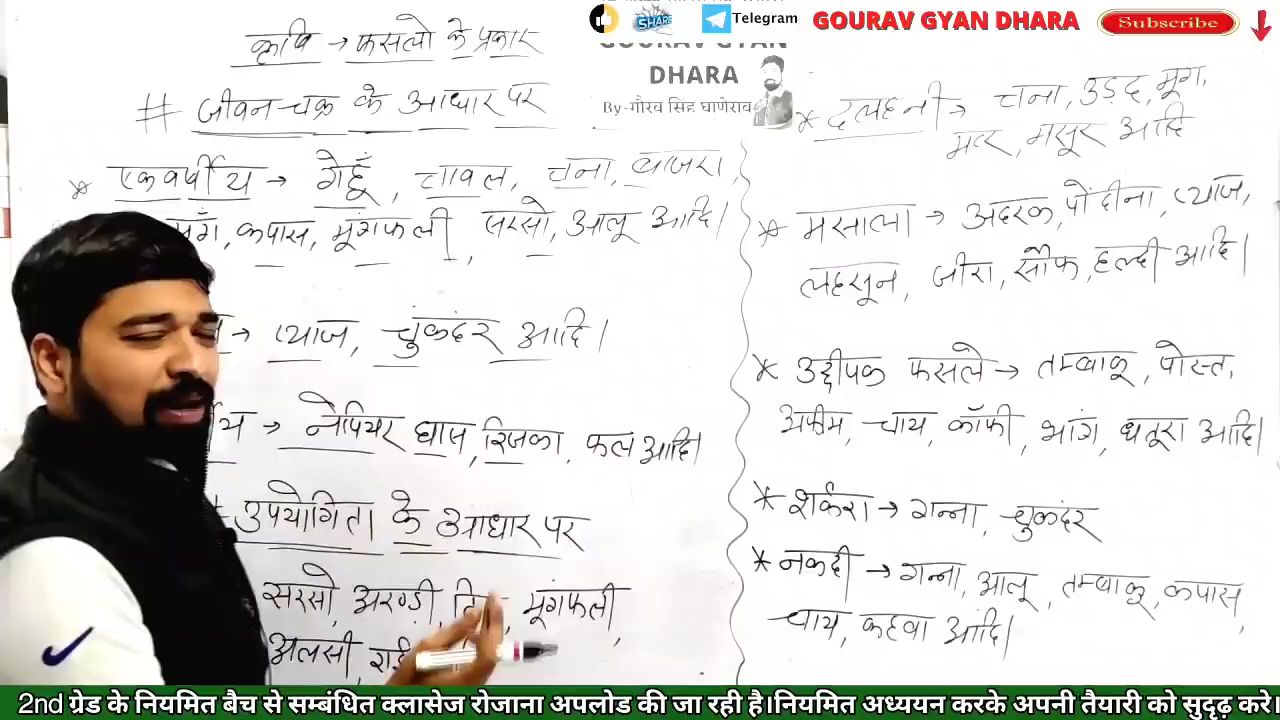 SHARE
Telegram
GOURAV GYAN DHARA
Subscribe
GOURAV GYAN
DHARA
By-गौरव सिंह घाणेराव
कृषि → फसलो के प्रकार
# जीवन चक्र के आधार पर
* एकवर्षीय → गेहूँ, चावल, चना, बाजरा,
कपास, मूंगफली, सरसो, आलू आदि।
→ प्याज, चुकंदर आदि।
य → नेपियर घास, रिजका, फल आदि।
# उपयोगिता के आधार पर
सरसो, अरण्डी, मूंगफली,
अलसी,
* दलहनी → चना, उड़द, मूंग,
मटर, मसूर आदि
* मसाला → अदरक, पोदीना, प्याज,
लहसून, जीरा, सौंफ, हल्दी आदि।
* उद्दीपक फसले → तम्बाकू, पोस्त,
अफीम, चाय, कॉफी, भांग, धतूरा आदि।
* शर्करा → गन्ना, चुकंदर
* नकदी → गन्ना, आलू, तम्बाकू, कपास,
चाय, कहवा आदि।
2nd ग्रेड के नियमित बैच से सम्बंधित क्लासेज रोजाना अपलोड की जा रही है।नियमित अध्ययन करके अपनी तैयारी को सुदृढ़ करे।